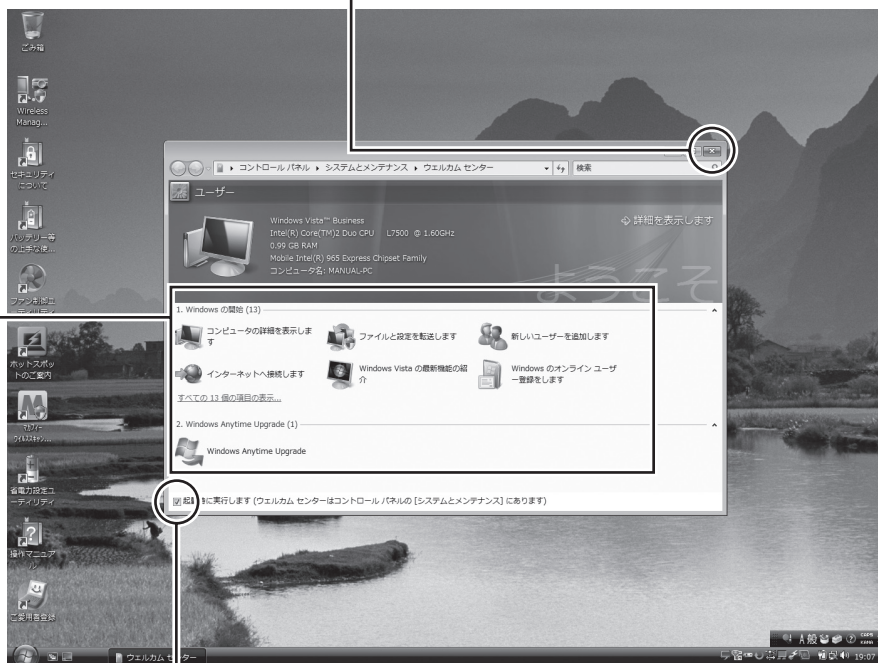 ごみ箱
Wireless
Manag...
セキュリティ
について
バッテリー等
の上手な使...
ファン制御ユ
ーティリティ
ホットスポッ
トのご案内
マカフィー
ウイルススキャン...
省電力設定ユ
ーティリティ
操作マニュア
ル
ご愛用者登録
コントロール パネル ▸ システムとメンテナンス ▸ ウェルカム センター
検索
ユーザー
Windows Vista™ Business
Intel(R) Core(TM)2 Duo CPU L7500 @ 1.60GHz
0.99 GB RAM
Mobile Intel(R) 965 Express Chipset Family
コンピュータ名: MANUAL-PC
詳細を表示します
ようこそ
1. Windows の開始 (13)
コンピュータの詳細を表示しま
す
ファイルと設定を転送します
新しいユーザーを追加します
インターネットへ接続します
Windows Vista の最新機能の紹
介
Windows のオンライン ユーザ
ー登録をします
すべての 13 個の項目の表示...
2. Windows Anytime Upgrade (1)
Windows Anytime Upgrade
起 に実行します (ウェルカム センターはコントロール パネルの [システムとメンテナンス] にあります)
A 般
CAPS
KANA
ウェルカム センター
19:07